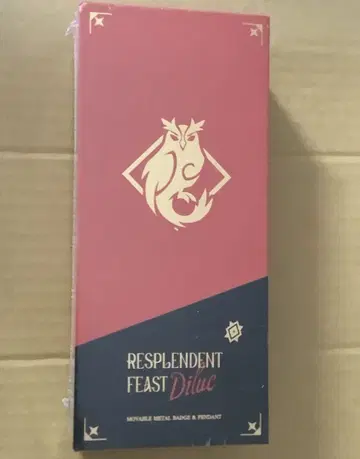 RESPLENDENT
FEAST Diluc
MOVABLE METAL BADGE & PENDANT